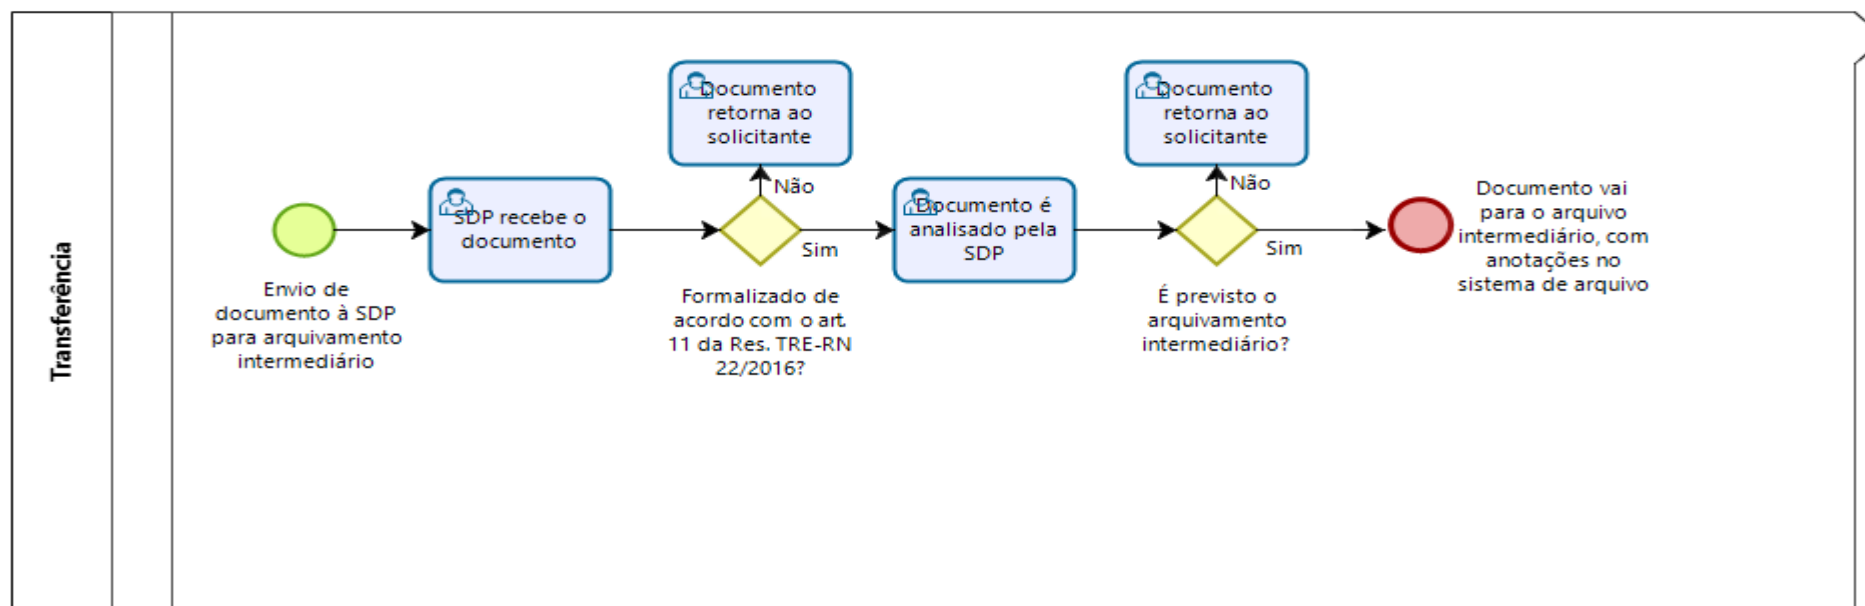 Transferência
Envio de
documento à SDP
para arquivamento
intermediário
SDP recebe o
documento
Documento
retorna ao
solicitante
Não
Sim
Formalizado de
acordo com o art.
11 da Res. TRE-RN
22/2016?
Documento é
analisado pela
SDP
Documento
retorna ao
solicitante
Não
Sim
É previsto o
arquivamento
intermediário?
Documento vai
para o arquivo
intermediário, com
anotações no
sistema de arquivo